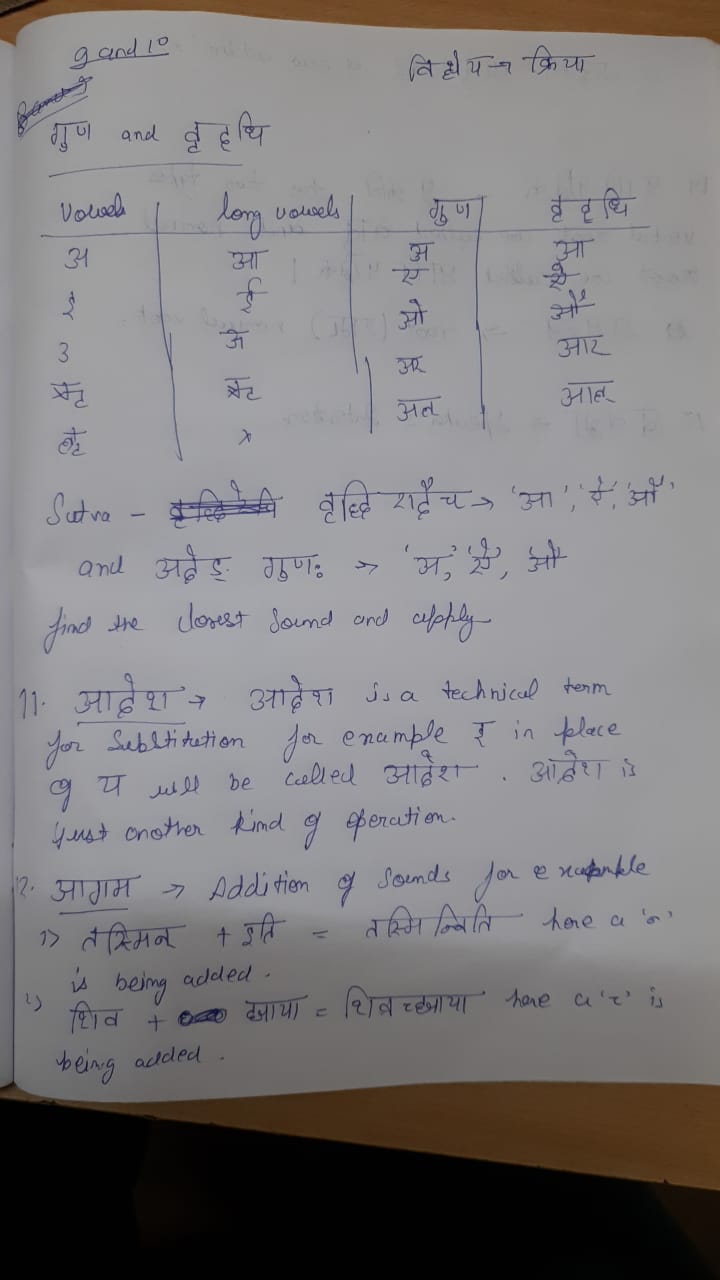 9 and 10
विधेय → क्रिया
गुण and वृदधि
Vowels | long vowels | गुण | वृदधि
अ | आ | अ | आ
इ | ई | ए | ऐ
उ | ऊ | ओ | औ
ऋ | ॠ | अर | आर
लृ | x | अल | आल
Sutra - वृद्धि रादैच → 'आ', 'ऐ', 'औ'
and अदेङ् गुणः → 'अ', 'ऐ', 'औ'
find the closest sound and apply
11. आदेश → आदेश is a technical term
for Substitution for example इ in place
of य will be called आदेश. आदेश is
just another kind of operation.
12. आगम → Addition of Sounds for example
1) तस्मिन + इति = तस्मिन्निति here a 'न'
is being added.
2) शिव + छाया = शिवच्छाया here a 'च' is
being added.